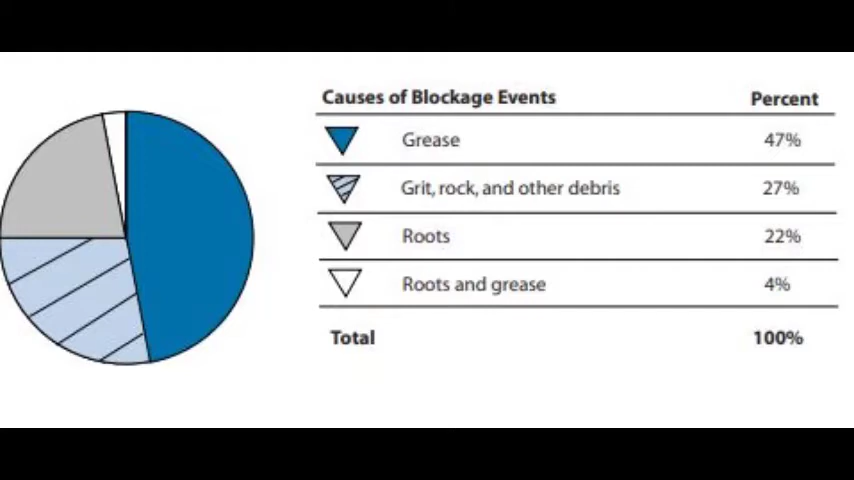 Causes of Blockage Events Percent
Grease 47%
Grit, rock, and other debris 27%
Roots 22%
Roots and grease 4%
Total 100%